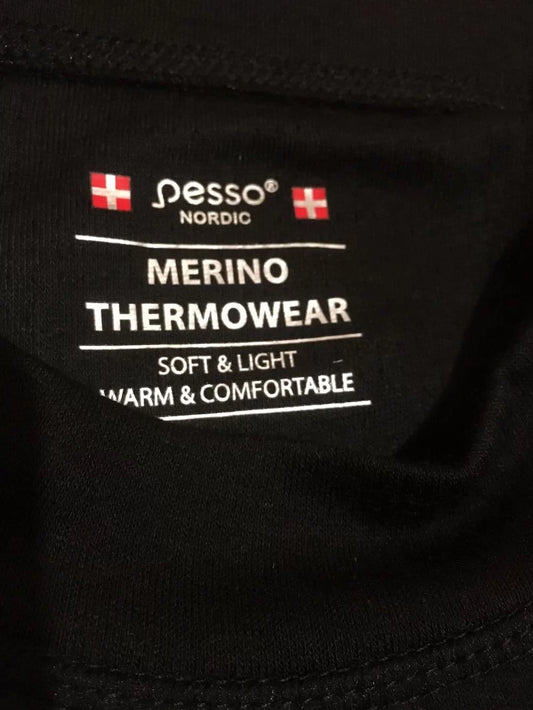 pesso®
NORDIC
MERINO
THERMOWEAR
SOFT & LIGHT
WARM & COMFORTABLE